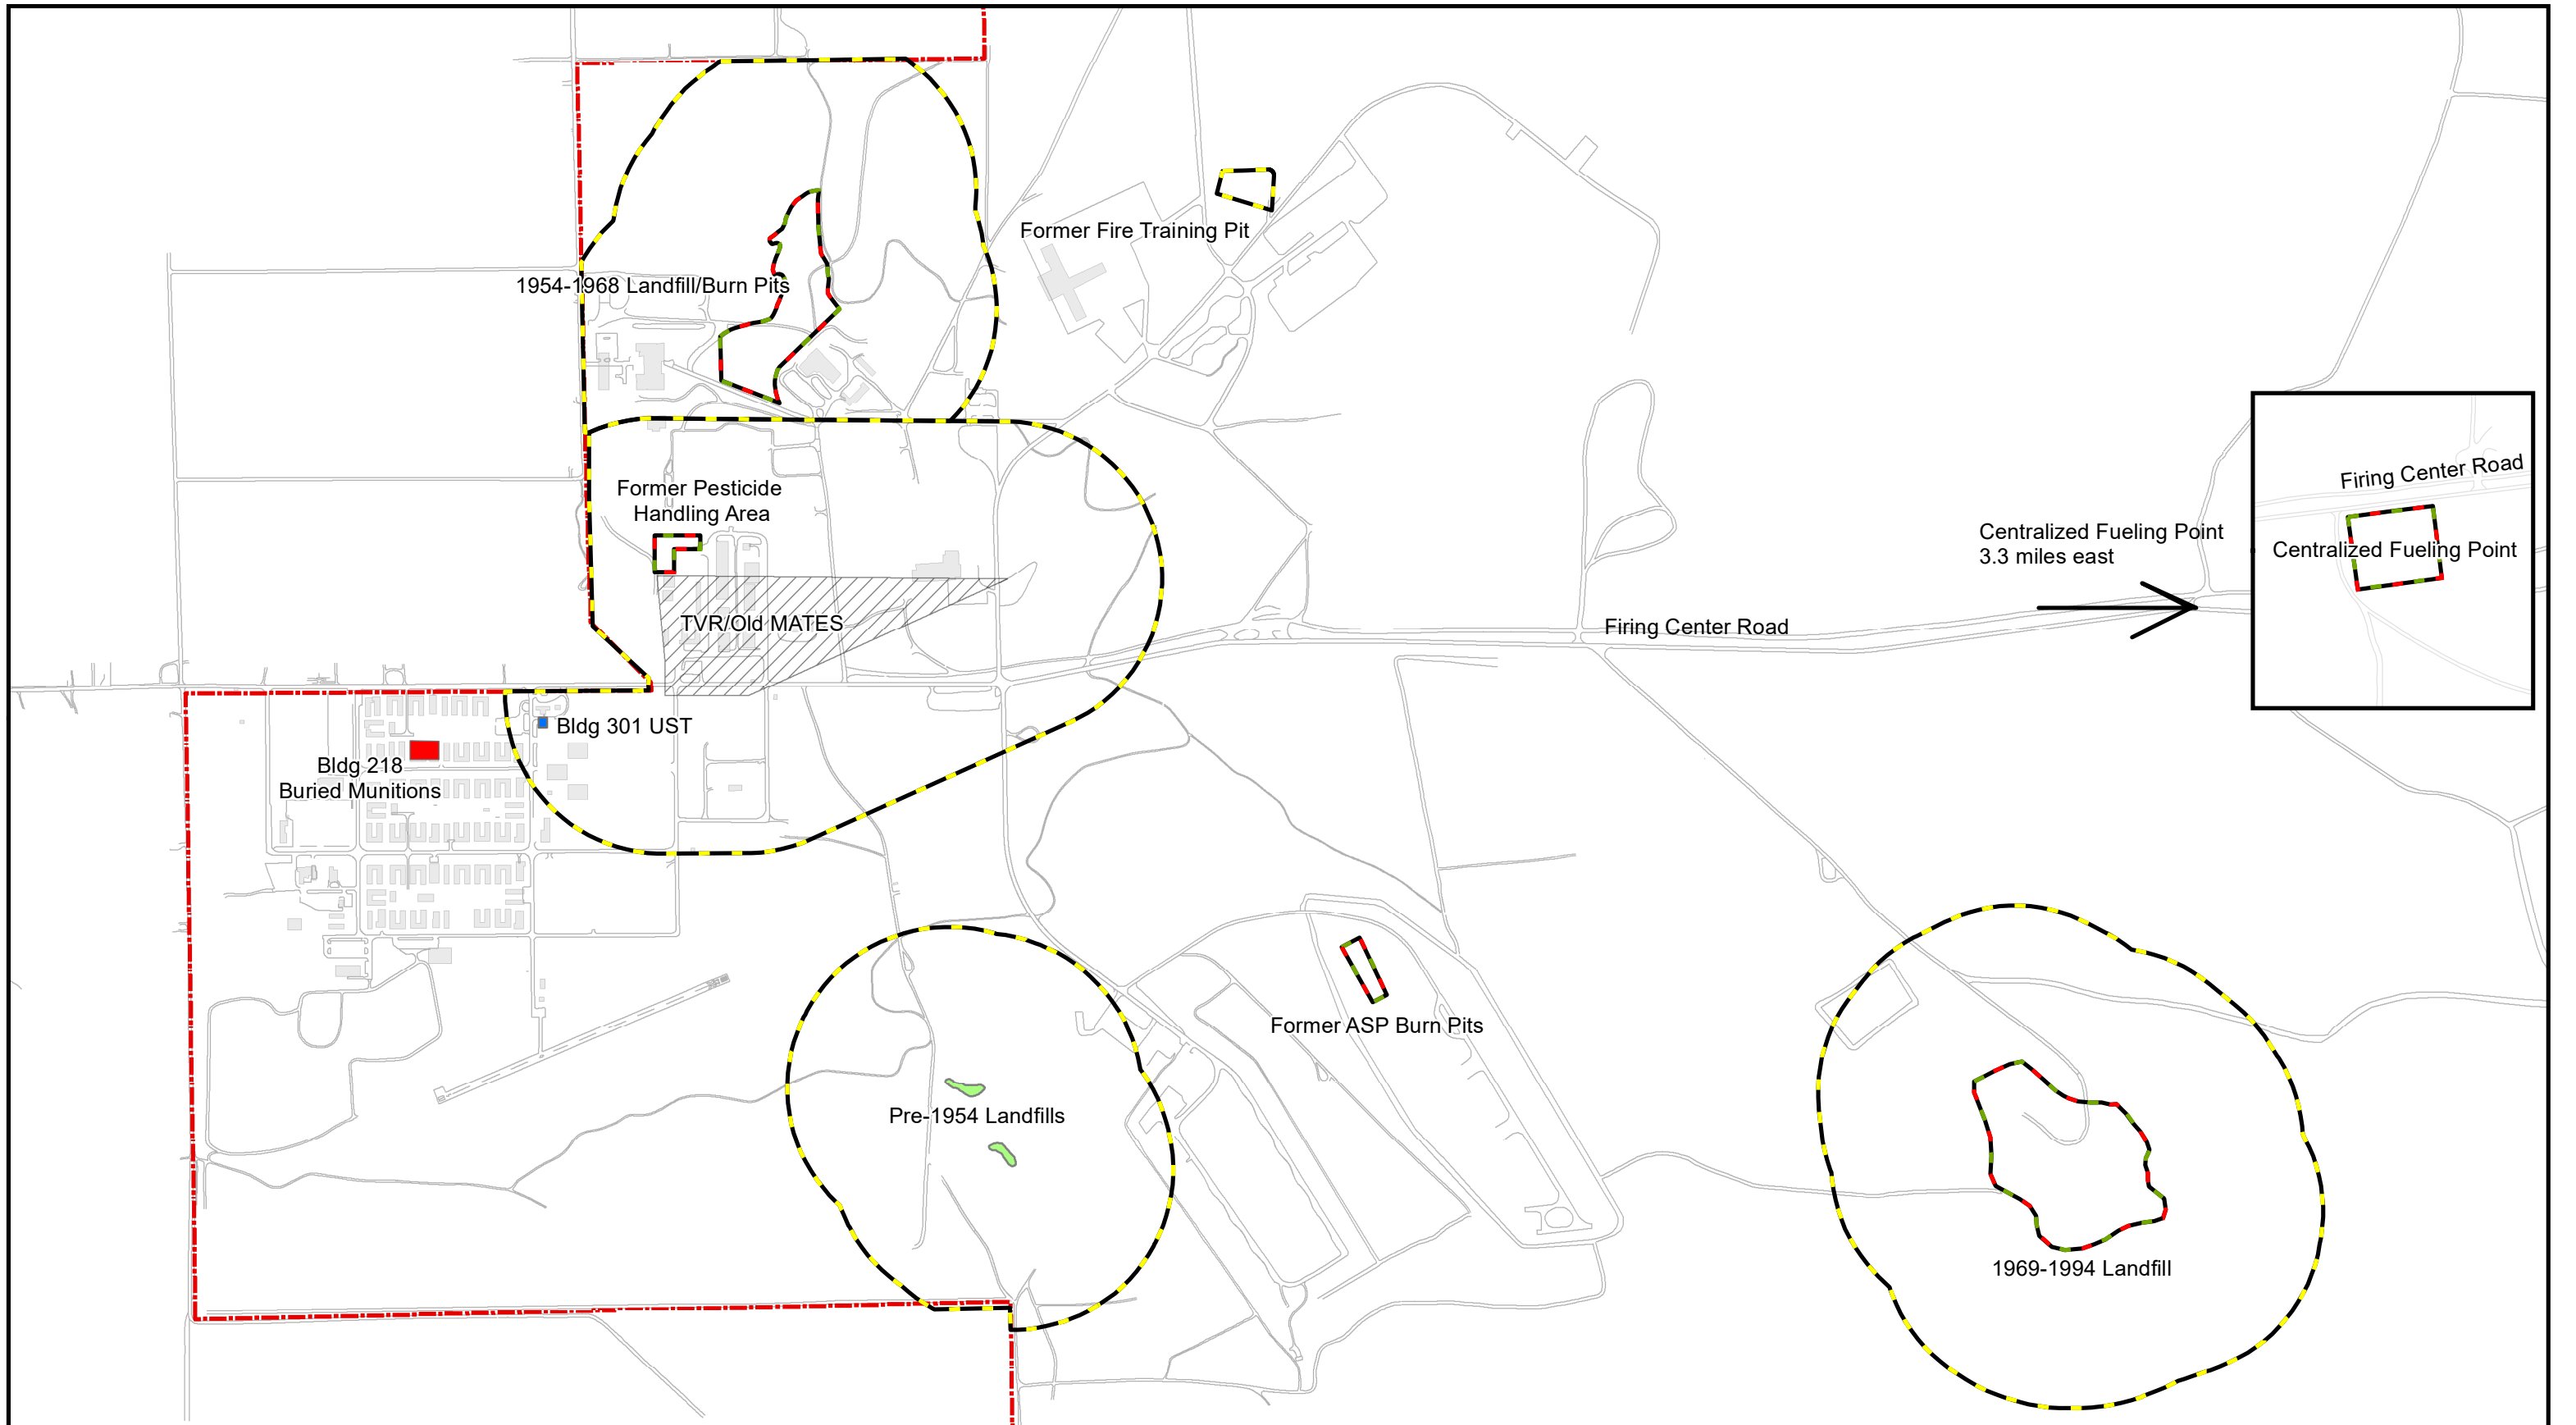 Former Fire Training Pit
1954-1968 Landfill/Burn Pits
Firing Center Road
Former Pesticide
Handling Area
Centralized Fueling Point
3.3 miles east
Centralized Fueling Point
TVR/Old MATES
Firing Center Road
Bldg 301 UST
Bldg 218
Buried Munitions
Former ASP Burn Pits
Pre-1954 Landfills
1969-1994 Landfill